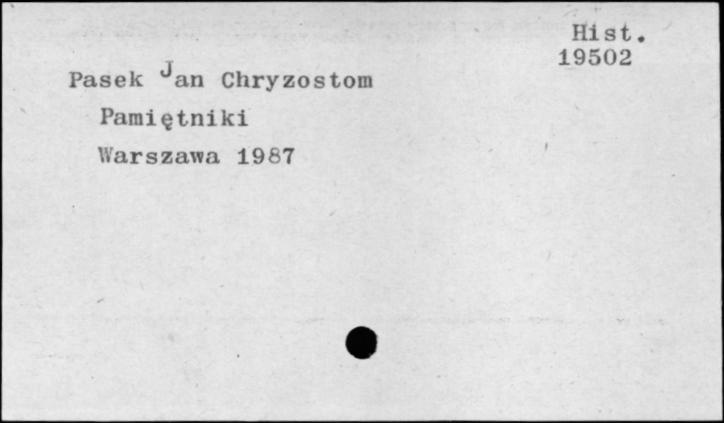 Hist.
19502
Pasek Jan Chryzostom
Pamiętniki
Warszawa 1987